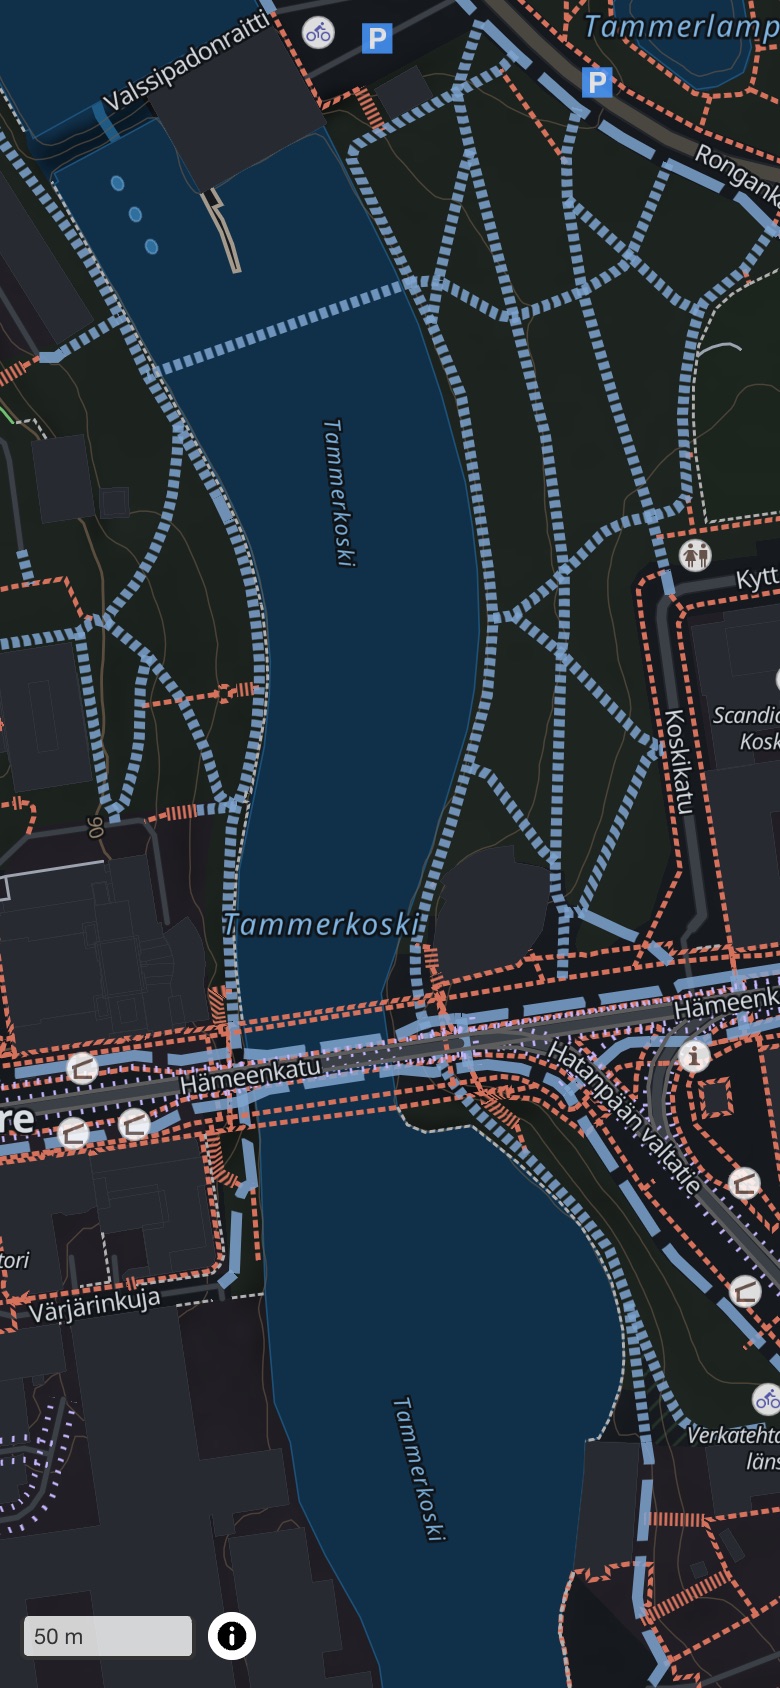 Tammerlamp
Valssipadonraitti
P
P
Ronganka
Tammerkoski
Kytt
Scandic
Kosk
Koskikatu
90
Tammerkoski
Hämeenk
Hämeenkatu
Hatanpään valtatie
re
i
tori
Värjärinkuja
Tammerkoski
Verkatehta
läns
50 m
i